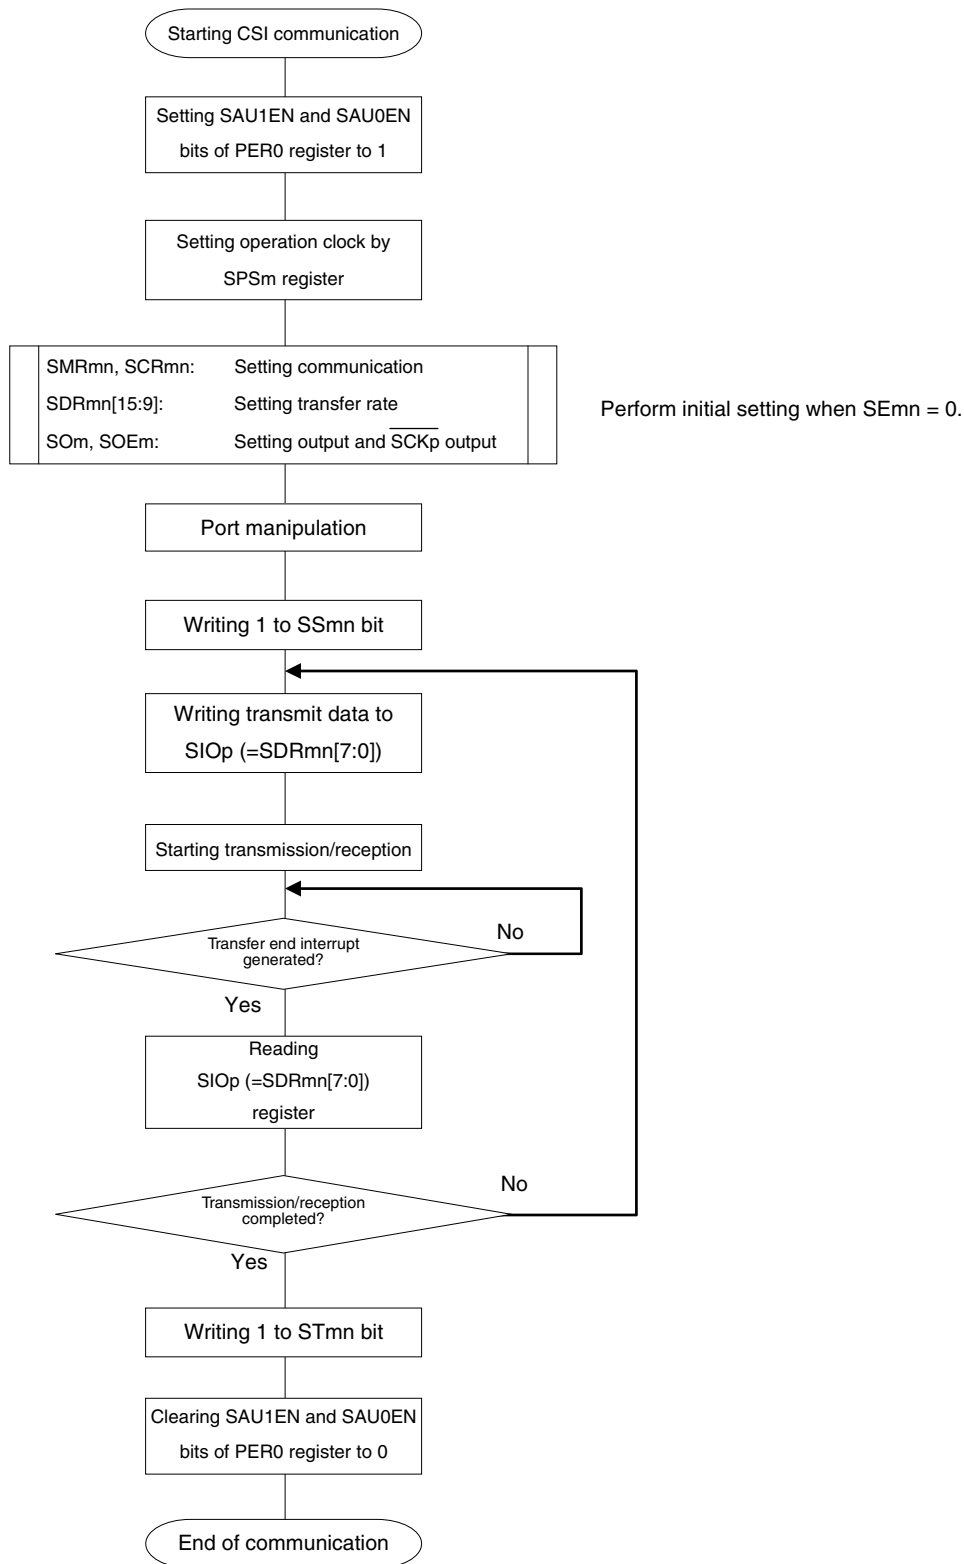 Starting CSI communication
Setting SAU1EN and SAU0EN
bits of PER0 register to 1
Setting operation clock by
SPSm register
SMRmn, SCRmn: Setting communication
SDRmn[15:9]: Setting transfer rate
SOm, SOEm: Setting output and SCKp output
Perform initial setting when SEmn = 0.
Port manipulation
Writing 1 to SSmn bit
Writing transmit data to
SIOp (=SDRmn[7:0])
Starting transmission/reception
Transfer end interrupt
generated?
No
Yes
Reading
SIOp (=SDRmn[7:0])
register
Transmission/reception
completed?
No
Yes
Writing 1 to STmn bit
Clearing SAU1EN and SAU0EN
bits of PER0 register to 0
End of communication